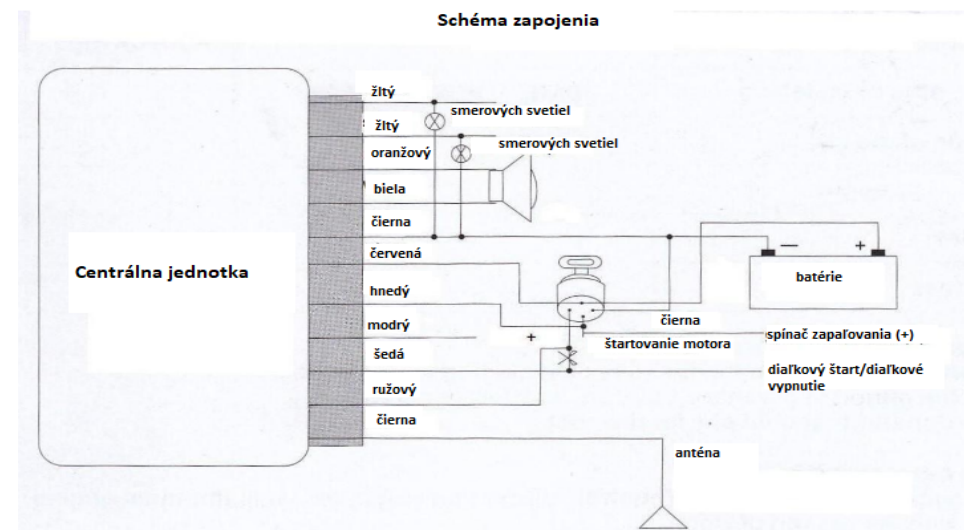 Schéma zapojenia
žltý
smerových svetiel
žltý
smerových svetiel
oranžový
biela
čierna
červená
Centrálna jednotka
— +
batérie
hnedý
čierna
modrý
+
štartovanie motora
spínač zapaľovania (+)
šedá
diaľkový štart/diaľkové
vypnutie
ružový
čierna
anténa